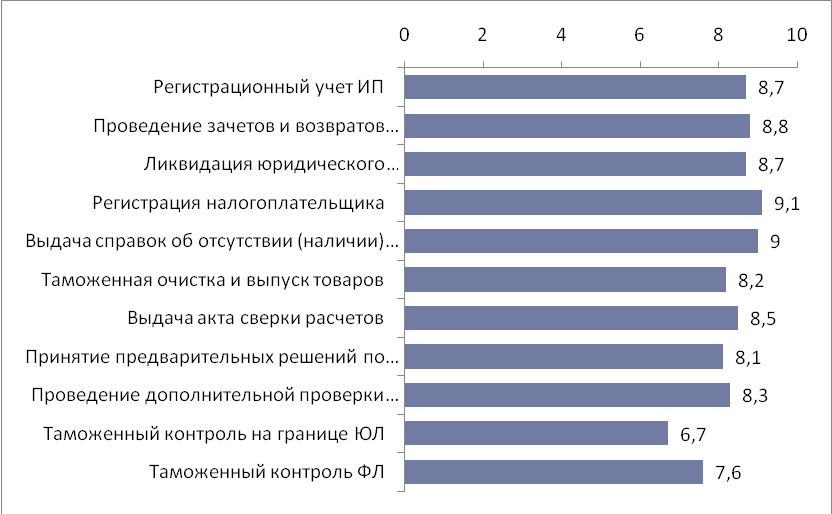 0 2 4 6 8 10
Регистрационный учет ИП 8,7
Проведение зачетов и возвратов... 8,8
Ликвидация юридического... 8,7
Регистрация налогоплательщика 9,1
Выдача справок об отсутствии (наличии)... 9
Таможенная очистка и выпуск товаров 8,2
Выдача акта сверки расчетов 8,5
Принятие предварительных решений по... 8,1
Проведение дополнительной проверки... 8,3
Таможенный контроль на границе ЮЛ 6,7
Таможенный контроль ФЛ 7,6